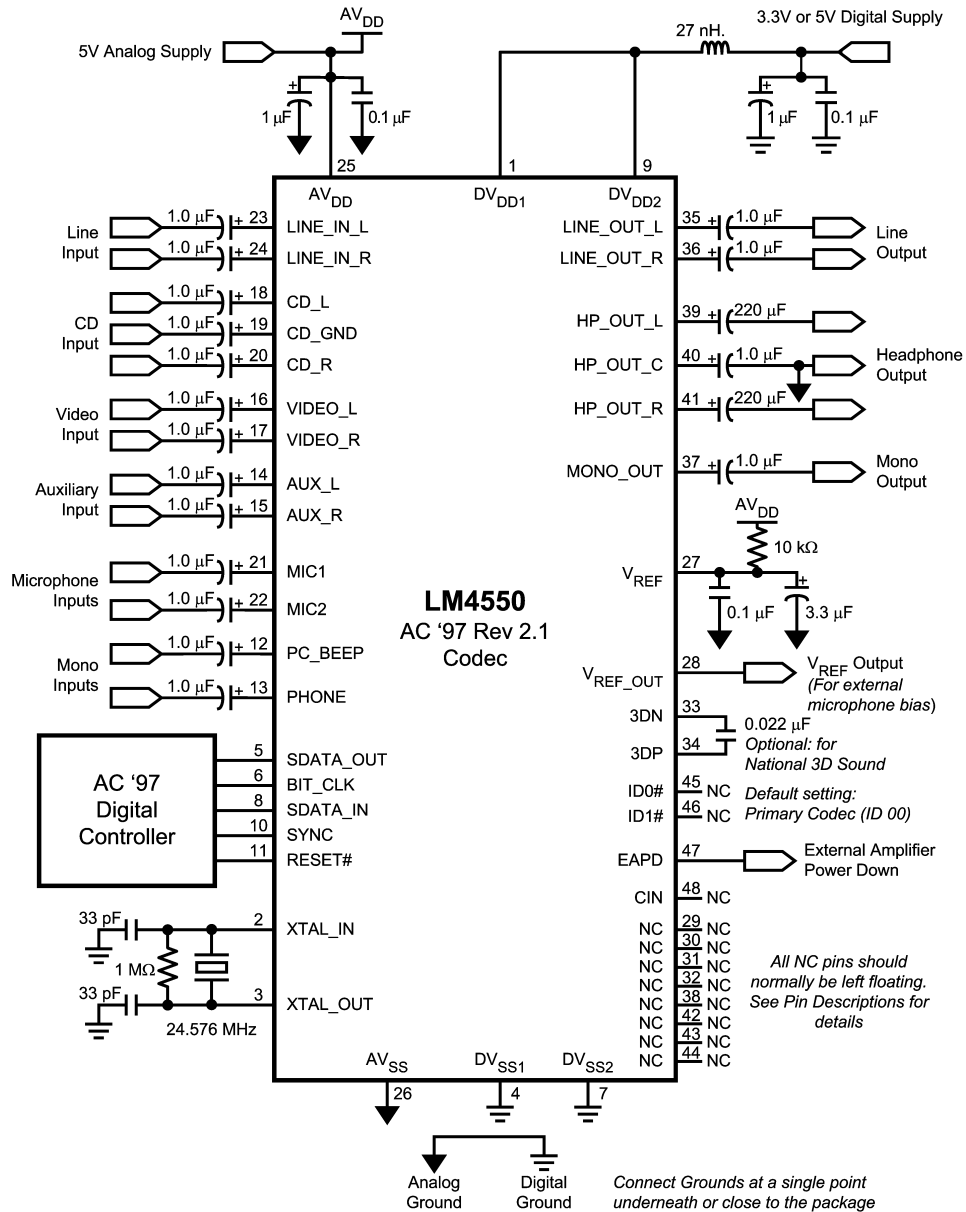 AVDD
5V Analog Supply
+
1 µF
0.1 µF
25
27 nH.
3.3V or 5V Digital Supply
+
1 µF
0.1 µF
1
9
AVDD
DVDD1
DVDD2
Line
Input
1.0 µF + 23 LINE_IN_L
1.0 µF + 24 LINE_IN_R
CD
Input
1.0 µF + 18 CD_L
1.0 µF + 19 CD_GND
1.0 µF + 20 CD_R
Video
Input
1.0 µF + 16 VIDEO_L
1.0 µF + 17 VIDEO_R
Auxiliary
Input
1.0 µF + 14 AUX_L
1.0 µF + 15 AUX_R
Microphone
Inputs
1.0 µF + 21 MIC1
1.0 µF + 22 MIC2
Mono
Inputs
1.0 µF + 12 PC_BEEP
1.0 µF + 13 PHONE
AC ‘97
Digital
Controller
5 SDATA_OUT
6 BIT_CLK
8 SDATA_IN
10 SYNC
11 RESET#
33 pF
2 XTAL_IN
1 MΩ
33 pF
3 XTAL_OUT
24.576 MHz
LM4550
AC ‘97 Rev 2.1
Codec
LINE_OUT_L 35 + 1.0 µF
LINE_OUT_R 36 + 1.0 µF
Line
Output
HP_OUT_L 39 + 220 µF
HP_OUT_C 40 + 1.0 µF
HP_OUT_R 41 + 220 µF
Headphone
Output
MONO_OUT 37 + 1.0 µF
Mono
Output
AVDD
10 kΩ
VREF 27
0.1 µF
+
3.3 µF
VREF_OUT 28
VREF Output
(For external
microphone bias)
3DN 33
3DP 34
0.022 µF
Optional: for
National 3D Sound
ID0# 45 NC
ID1# 46 NC
Default setting:
Primary Codec (ID 00)
EAPD 47
External Amplifier
Power Down
CIN 48 NC
NC 29 NC
NC 30 NC
NC 31 NC
NC 32 NC
NC 38 NC
NC 42 NC
NC 43 NC
NC 44 NC
All NC pins should
normally be left floating.
See Pin Descriptions for
details
AVSS
DVSS1
DVSS2
26
4
7
Analog
Ground
Digital
Ground
Connect Grounds at a single point
underneath or close to the package